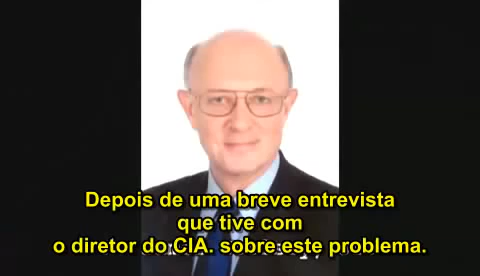 Depois de uma breve entrevista
que tive com
o diretor do CIA. sobre este problema.